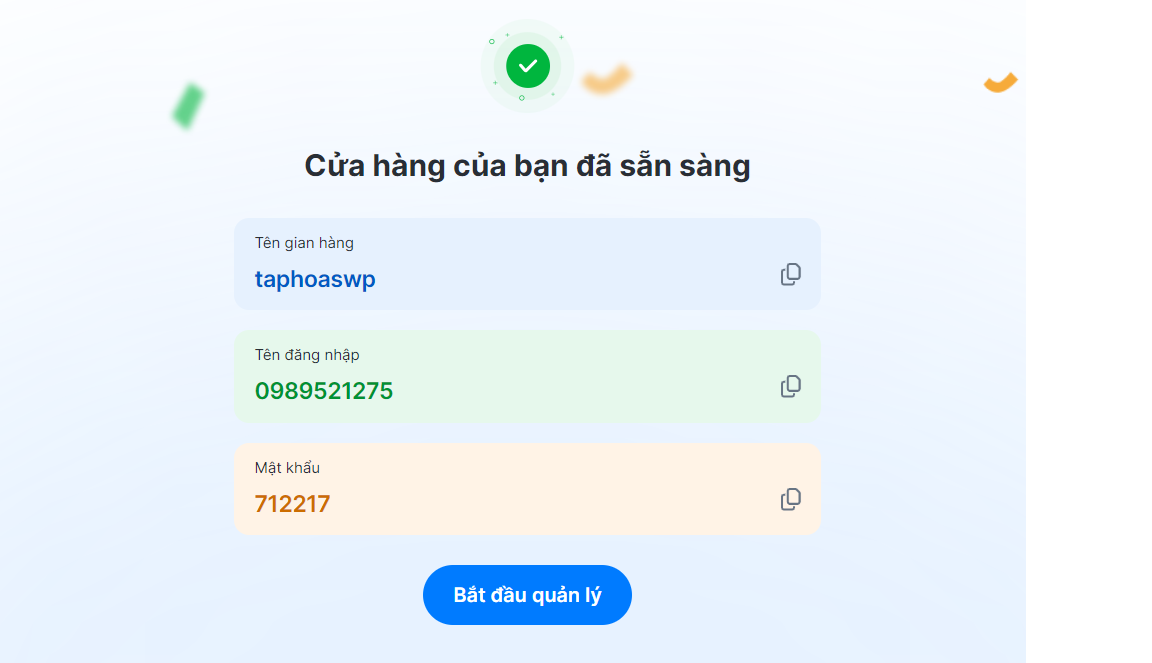 Cửa hàng của bạn đã sẵn sàng
Tên gian hàng
taphoaswp
Tên đăng nhập
0989521275
Mật khẩu
712217
Bắt đầu quản lý